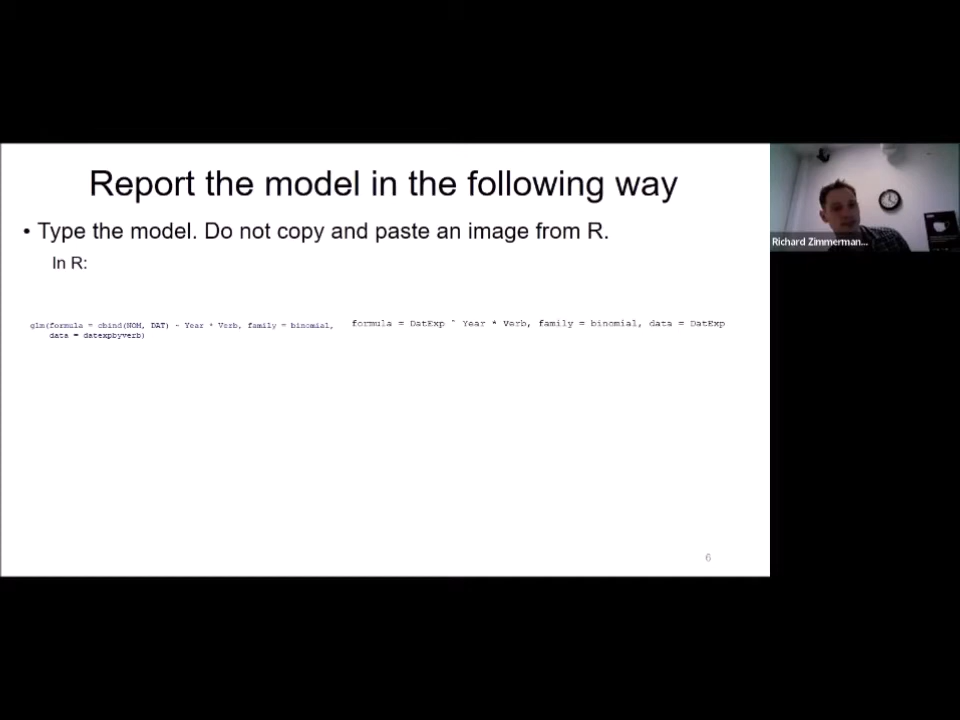 Report the model in the following way
• Type the model. Do not copy and paste an image from R.
In R:
glm(formula = cbind(NOM, DAT) ~ Year * Verb, family = binomial,
data = datexpbyverb)
formula = DatExp ~ Year * Verb, family = binomial, data = DatExp
6
Richard Zimmerman...